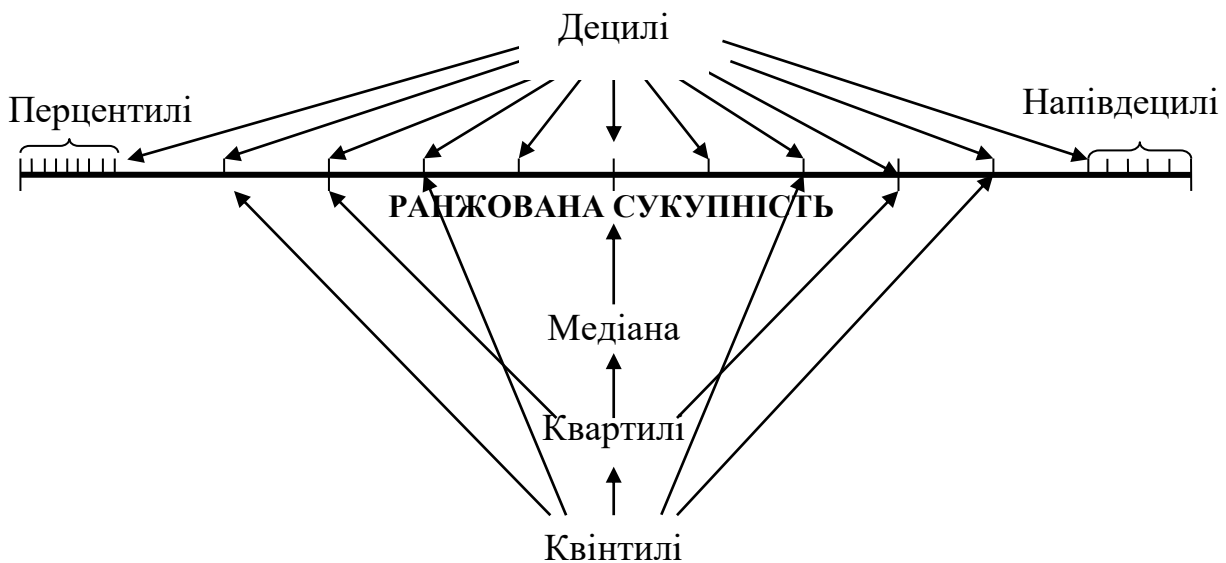 Децилі
Перцентилі
Напівдецилі
РАНЖОВАНА СУКУПНІСТЬ
Медіана
Квартилі
Квінтилі